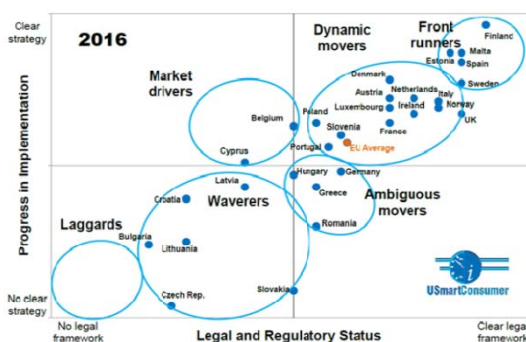 Clear
strategy
2016
Dynamic
movers
Front
runners
Finland
Malta
Estonia
Spain
Market
drivers
Denmark
Sweden
Austria
Netherlands
Italy
Luxembourg
Ireland
Norway
UK
Belgium
Poland
Slovenia
France
Portugal
EU Average
Cyprus
Progress in Implementation
Hungary
Germany
Latvia
Greece
Ambiguous
movers
Croatia
Waverers
Romania
Laggards
Bulgaria
Lithuania
USmartConsumer
Slovakia
Czech Rep.
No clear
strategy
No legal
framework
Legal and Regulatory Status
Clear legal
framework